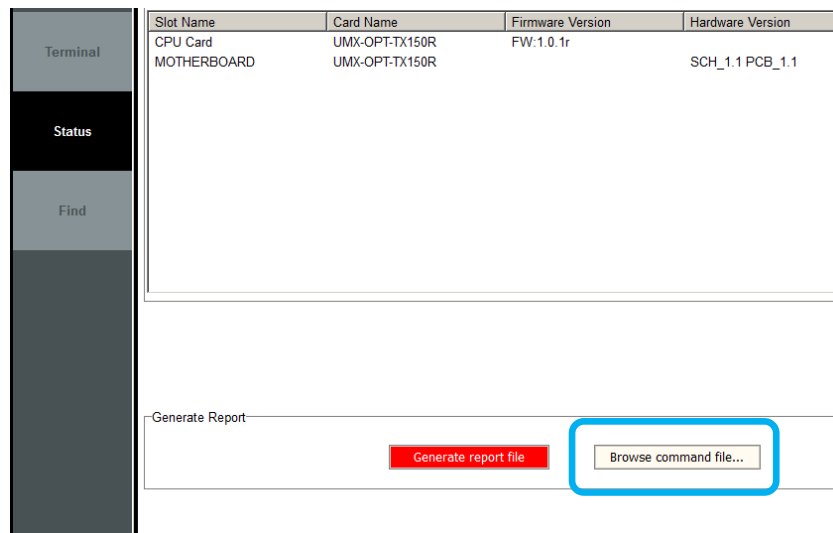 Slot Name Card Name Firmware Version Hardware Version
CPU Card UMX-OPT-TX150R FW:1.0.1r
MOTHERBOARD UMX-OPT-TX150R SCH_1.1 PCB_1.1
Terminal
Status
Find
Generate Report
Generate report file Browse command file...